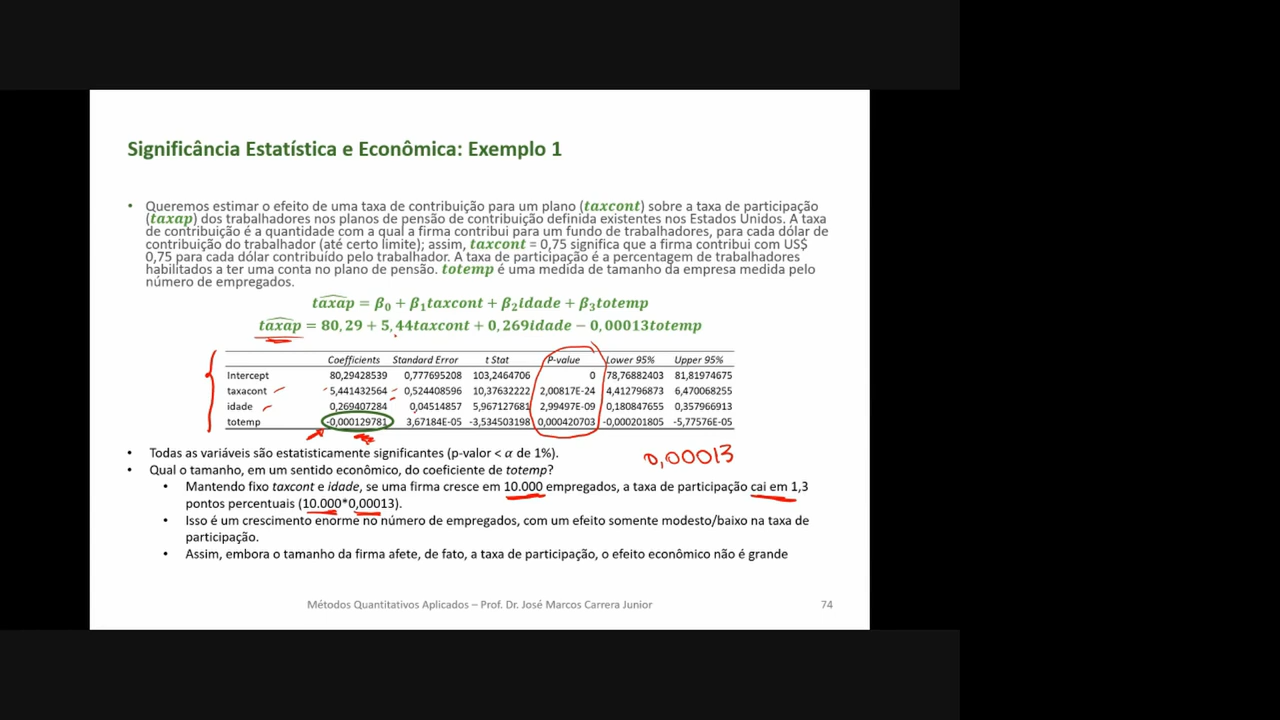 Significância Estatística e Econômica: Exemplo 1
• Queremos estimar o efeito de uma taxa de contribuição para um plano (taxcont) sobre a taxa de participação
(taxap) dos trabalhadores nos planos de pensão de contribuição definida existentes nos Estados Unidos. A taxa
de contribuição é a quantidade com a qual a firma contribui para um fundo de trabalhadores, para cada dólar de
contribuição do trabalhador (até certo limite); assim, taxcont = 0,75 significa que a firma contribui com US$
0,75 para cada dólar contribuído pelo trabalhador. A taxa de participação é a percentagem de trabalhadores
habilitados a ter uma conta no plano de pensão. totemp é uma medida de tamanho da empresa medida pelo
número de empregados.
t̂axap = β₀ + β₁taxcont + β₂idade + β₃totemp
t̂axap = 80,29 + 5,44taxcont + 0,269idade − 0,00013totemp
Coefficients Standard Error t Stat P-value Lower 95% Upper 95%
Intercept 80,29428539 0,777695208 103,2464706 0 78,76882403 81,81974675
taxacont 5,441432564 0,524408596 10,37632222 2,00817E-24 4,412796873 6,470068255
idade 0,269407284 0,04514857 5,967127681 2,99497E-09 0,180847655 0,357966913
totemp -0,000129781 3,67184E-05 -3,534503198 0,000420703 -0,000201805 -5,77576E-05
• Todas as variáveis são estatisticamente significantes (p-valor < α de 1%).
0,00013
• Qual o tamanho, em um sentido econômico, do coeficiente de totemp?
• Mantendo fixo taxcont e idade, se uma firma cresce em 10.000 empregados, a taxa de participação cai em 1,3
pontos percentuais (10.000*0,00013).
• Isso é um crescimento enorme no número de empregados, com um efeito somente modesto/baixo na taxa de
participação.
• Assim, embora o tamanho da firma afete, de fato, a taxa de participação, o efeito econômico não é grande
Métodos Quantitativos Aplicados – Prof. Dr. José Marcos Carrera Junior 74